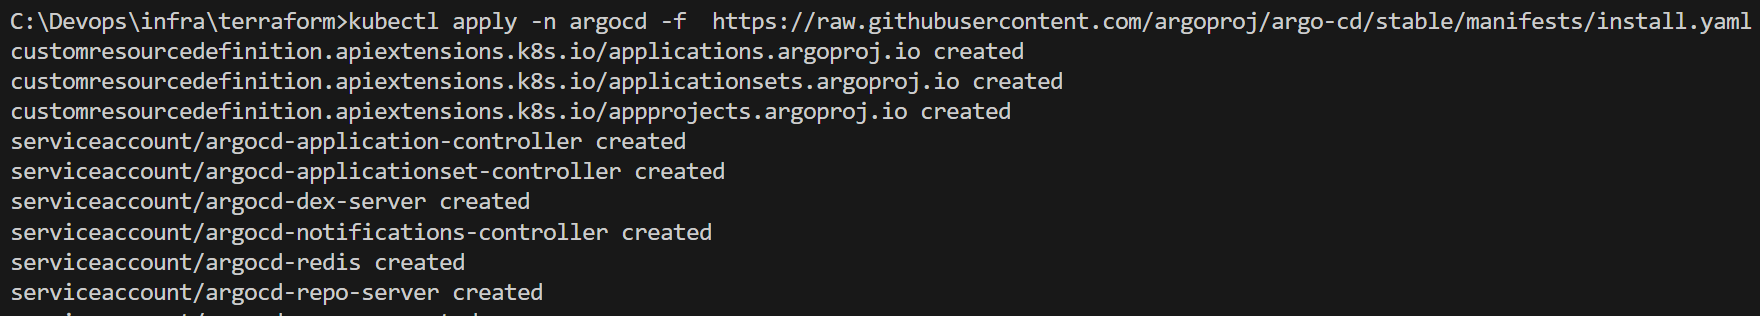 C:\Devops\infra\terraform>kubectl apply -n argocd -f  https://raw.githubusercontent.com/argoproj/argo-cd/stable/manifests/install.yaml
customresourcedefinition.apiextensions.k8s.io/applications.argoproj.io created
customresourcedefinition.apiextensions.k8s.io/applicationsets.argoproj.io created
customresourcedefinition.apiextensions.k8s.io/appprojects.argoproj.io created
serviceaccount/argocd-application-controller created
serviceaccount/argocd-applicationset-controller created
serviceaccount/argocd-dex-server created
serviceaccount/argocd-notifications-controller created
serviceaccount/argocd-redis created
serviceaccount/argocd-repo-server created